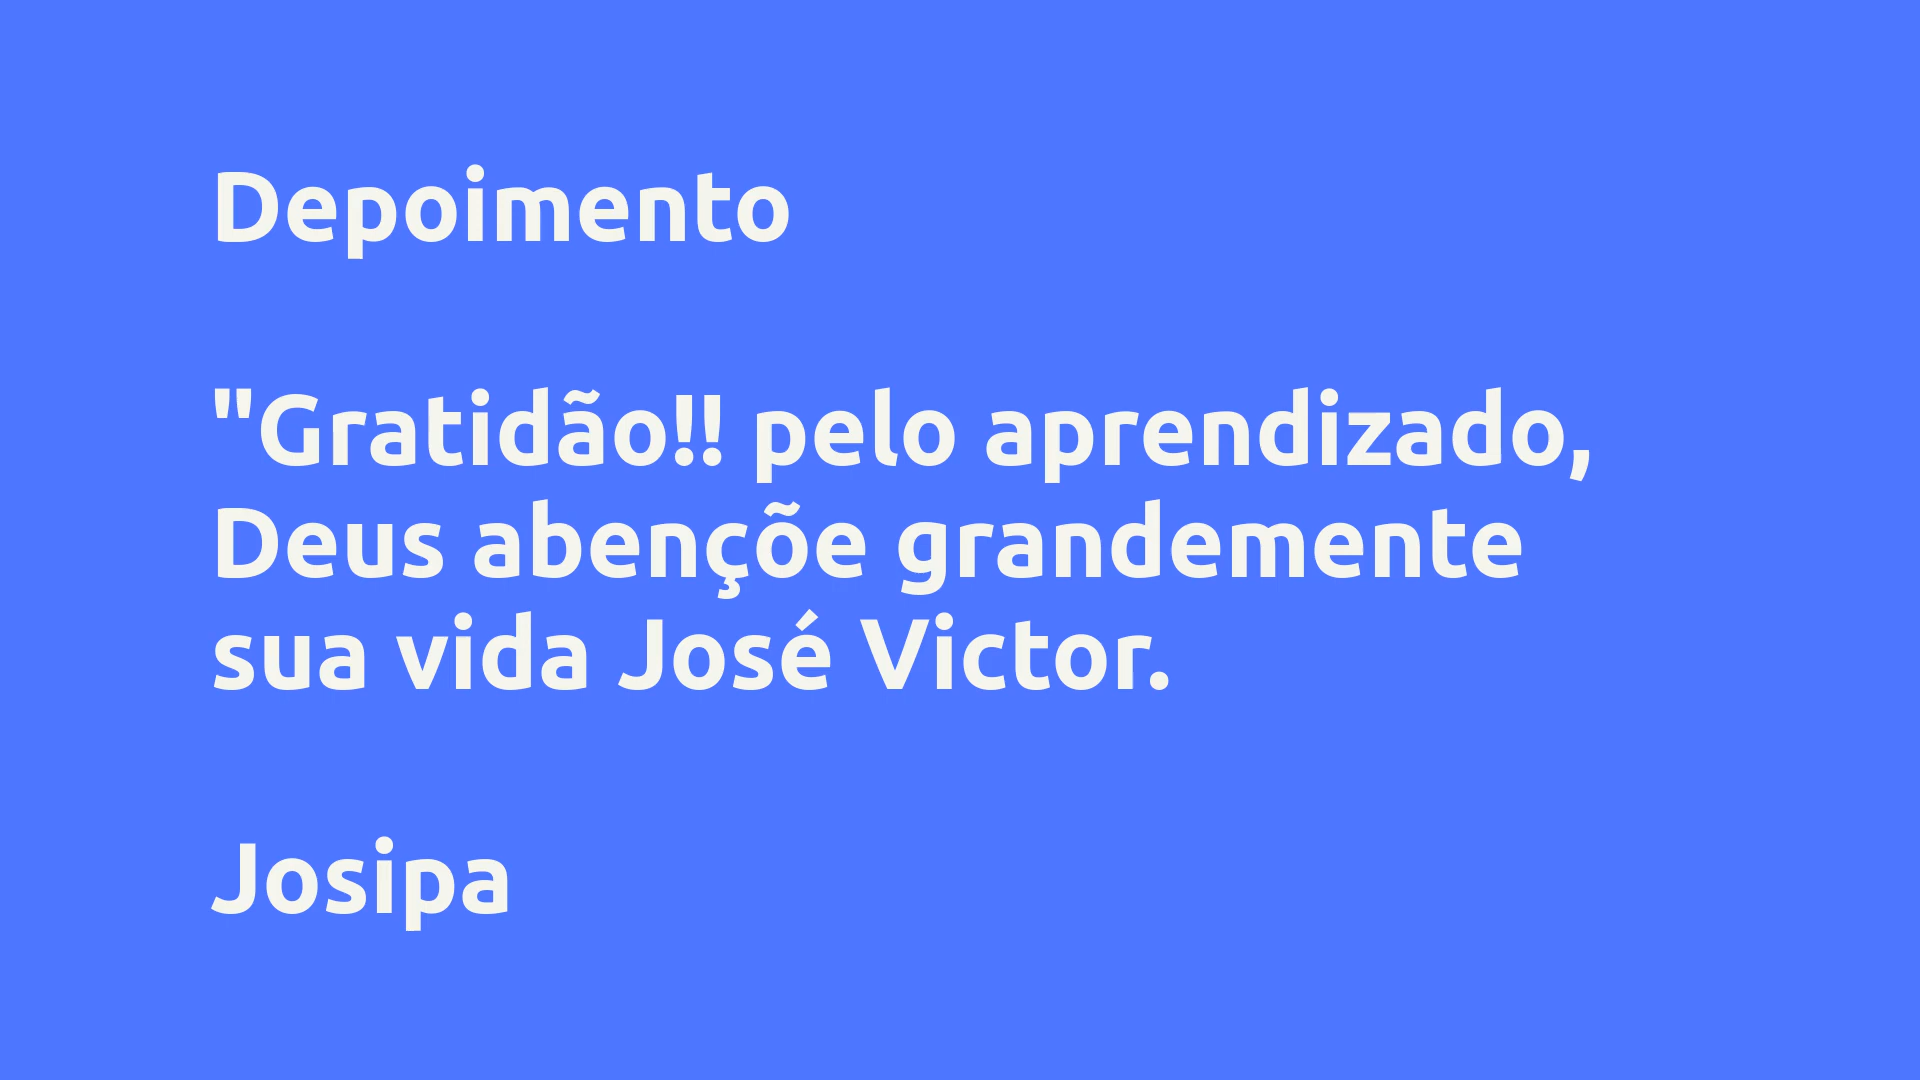 Depoimento
"Gratidão!! pelo aprendizado,
Deus abençõe grandemente
sua vida José Victor.
Josipa